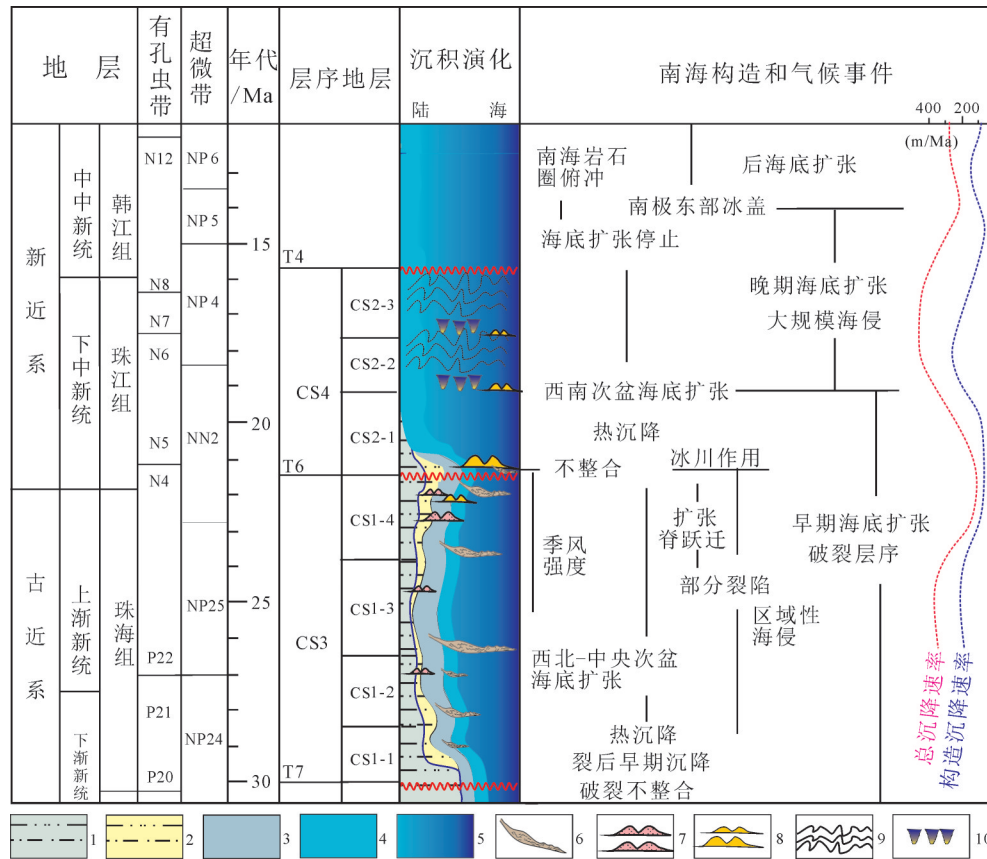 地 层
有孔虫带
超微带
年代/Ma
层序地层
沉积演化
陆 海
南海构造和气候事件
400 200
(m/Ma)
新近系
古近系
中中新统
下中新统
上渐新统
下渐新统
韩江组
珠江组
珠海组
N12
N8
N7
N6
N5
N4
P22
P21
P20
NP6
NP5
NP4
NN2
NP25
NP24
15
20
25
30
T4
T6
T7
CS4
CS3
CS2-3
CS2-2
CS2-1
CS1-4
CS1-3
CS1-2
CS1-1
南海岩石
圈俯冲
后海底扩张
南极东部冰盖
海底扩张停止
晚期海底扩张
大规模海侵
西南次盆海底扩张
热沉降
不整合
冰川作用
季风
强度
扩张
脊跃迁
早期海底扩张
破裂层序
部分裂陷
区域性
海侵
西北-中央次盆
海底扩张
热沉降
裂后早期沉降
破裂不整合
总沉降速率
构造沉降速率
1 2 3 4 5 6 7 8 9 10